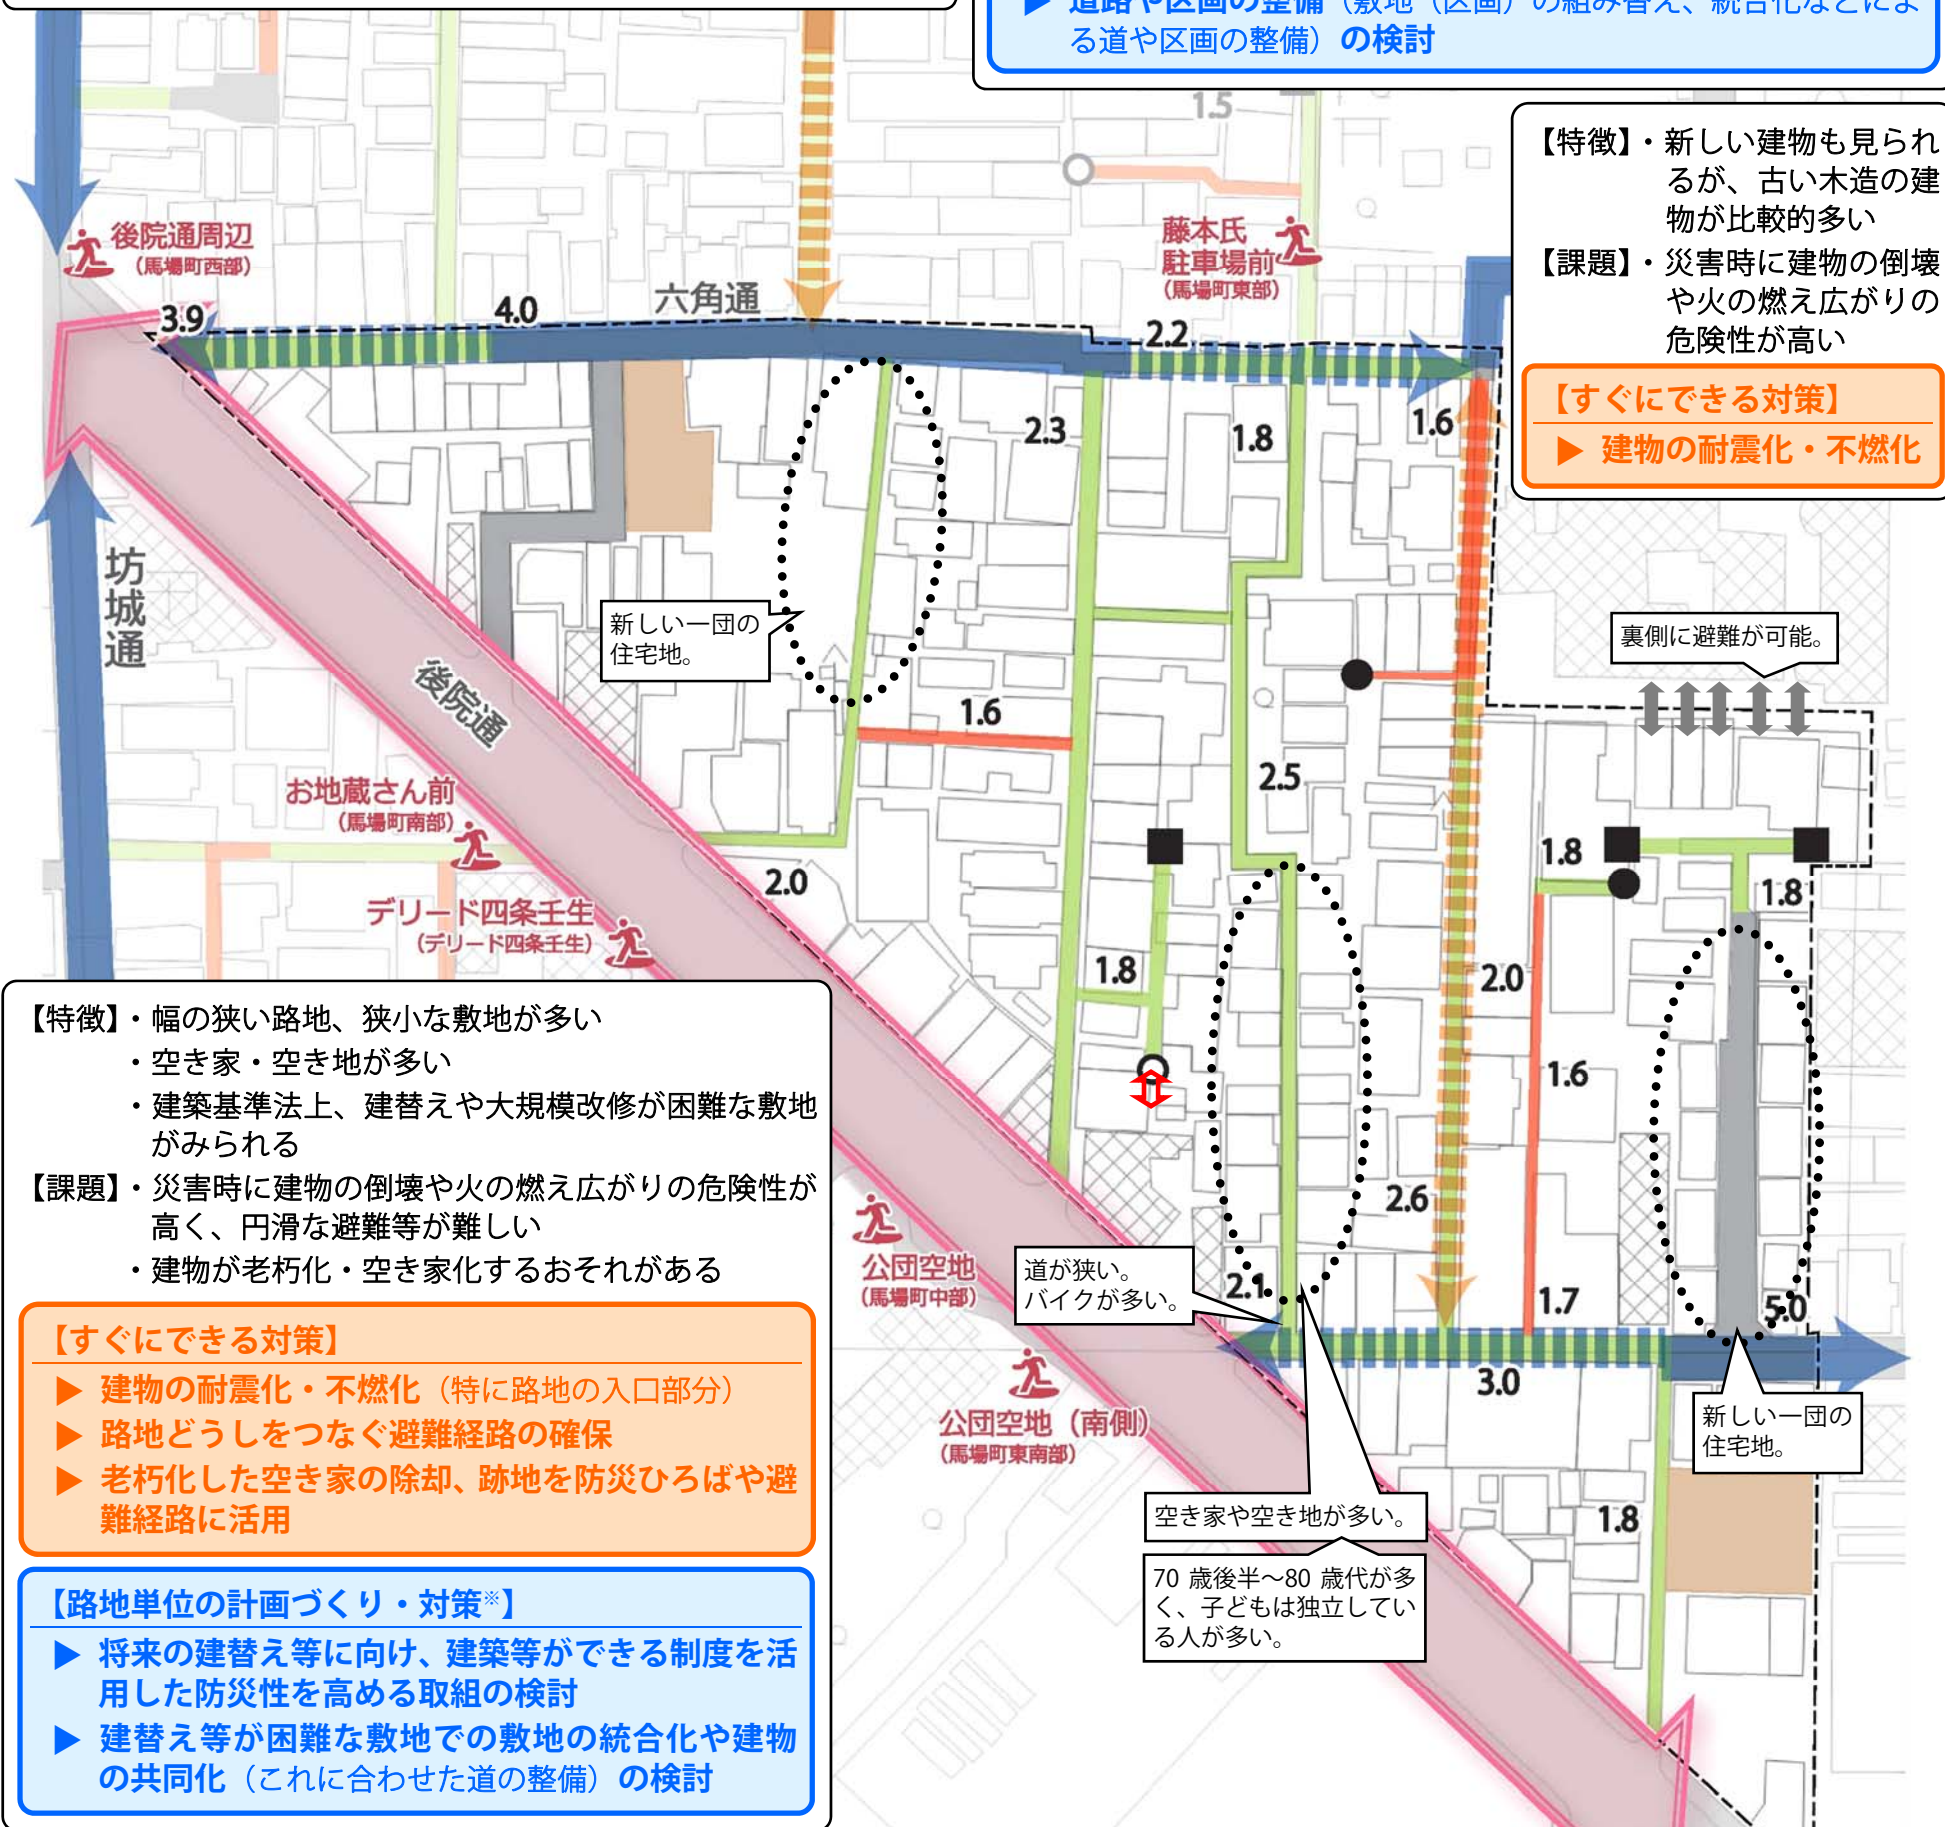 ▶ 道路や区画の整備（敷地（区画）の組み替え、統合化などによ
る道や区画の整備）の検討
1.5
【特徴】・新しい建物も見られ
るが、古い木造の建
物が比較的多い
【課題】・災害時に建物の倒壊
や火の燃え広がりの
危険性が高い
【すぐにできる対策】
▶ 建物の耐震化・不燃化
後院通周辺
（馬場町西部）
藤本氏
駐車場前
（馬場町東部）
3.9
4.0
六角通
2.2
2.3
1.8
1.6
坊城通
後院通
新しい一団の
住宅地。
裏側に避難が可能。
1.6
2.5
お地蔵さん前
（馬場町南部）
2.0
1.8
1.8
デリード四条壬生
（デリード四条壬生）
1.8
2.0
1.6
2.6
2.1
1.7
5.0
3.0
1.8
公団空地
（馬場町中部）
道が狭い。
バイクが多い。
公団空地（南側）
（馬場町東南部）
新しい一団の
住宅地。
空き家や空き地が多い。
70 歳後半～80 歳代が多
く、子どもは独立してい
る人が多い。
【特徴】・幅の狭い路地、狭小な敷地が多い
・空き家・空き地が多い
・建築基準法上、建替えや大規模改修が困難な敷地
がみられる
【課題】・災害時に建物の倒壊や火の燃え広がりの危険性が
高く、円滑な避難等が難しい
・建物が老朽化・空き家化するおそれがある
【すぐにできる対策】
▶ 建物の耐震化・不燃化（特に路地の入口部分）
▶ 路地どうしをつなぐ避難経路の確保
▶ 老朽化した空き家の除却、跡地を防災ひろばや避
難経路に活用
【路地単位の計画づくり・対策※】
▶ 将来の建替え等に向け、建築等ができる制度を活
用した防災性を高める取組の検討
▶ 建替え等が困難な敷地での敷地の統合化や建物
の共同化（これに合わせた道の整備）の検討